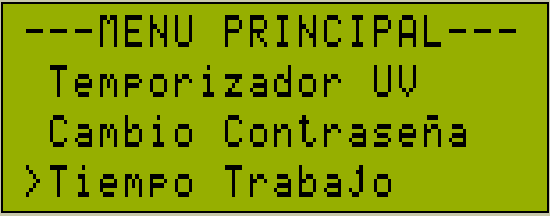 ---MENU PRINCIPAL---
Temporizador UV
Cambio Contraseña
>Tiempo Trabajo